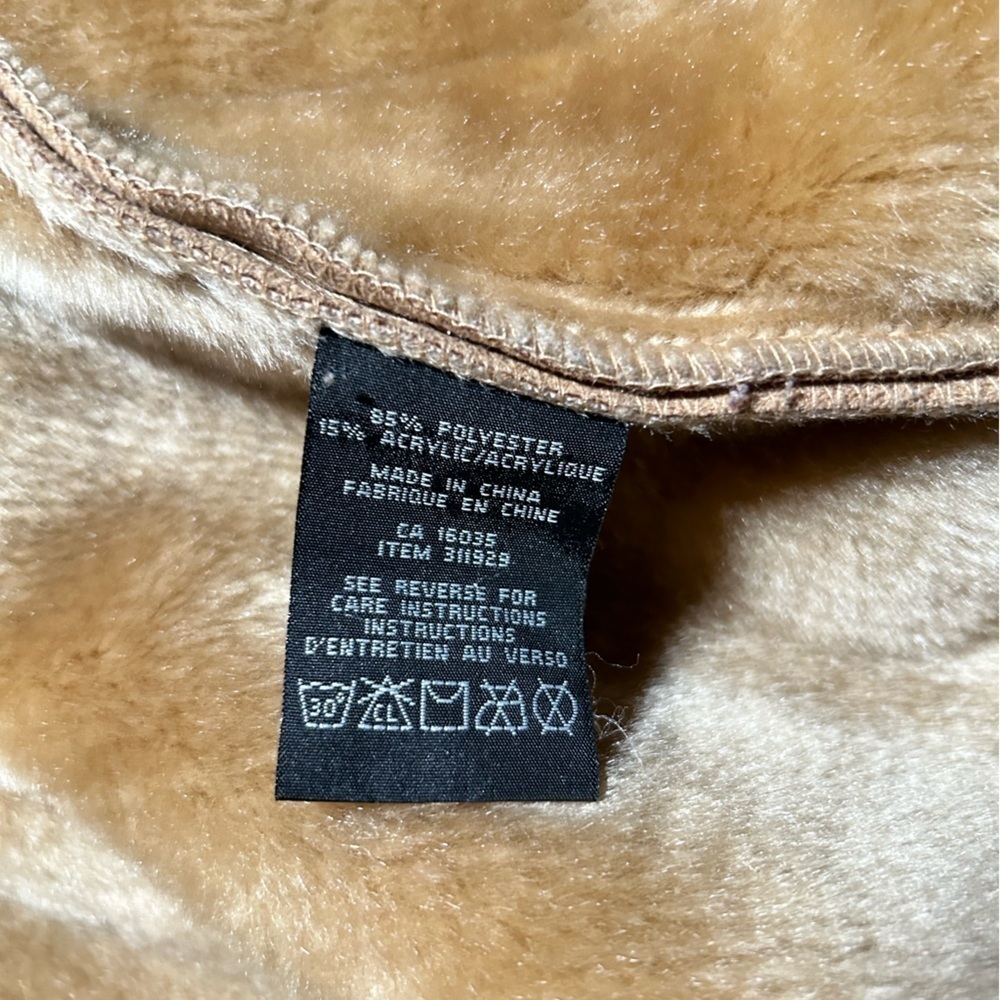 85% POLYESTER
15% ACRYLIC/ACRYLIQUE
MADE IN CHINA
FABRIQUE EN CHINE
CA 16035
ITEM 311929
SEE REVERSE FOR
CARE INSTRUCTIONS
INSTRUCTIONS
D'ENTRETIEN AU VERSO
30° CL